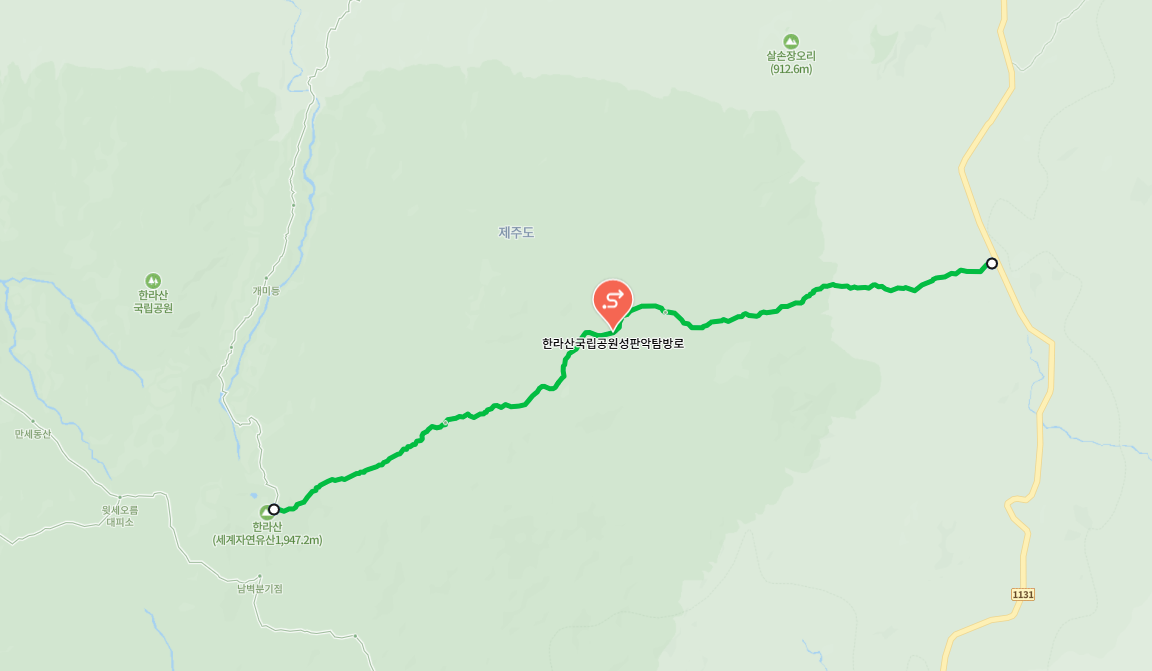 살손장오리
(912.6m)
제주도
한라산
국립공원
개미등
한라산국립공원성판악탐방로
만세동산
윗세오름
대피소
한라산
(세계자연유산1,947.2m)
남벽분기점
1131